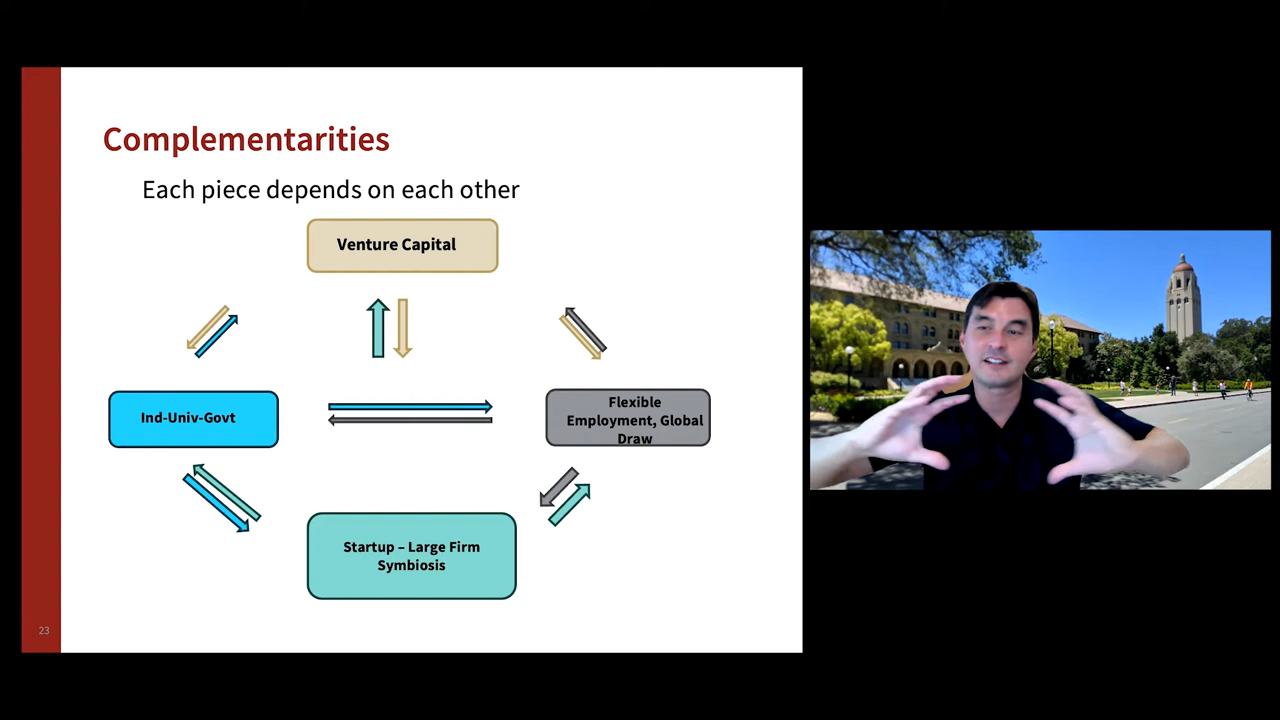 Complementarities
Each piece depends on each other
Venture Capital
Ind-Univ-Govt
Flexible
Employment, Global
Draw
Startup – Large Firm
Symbiosis
23